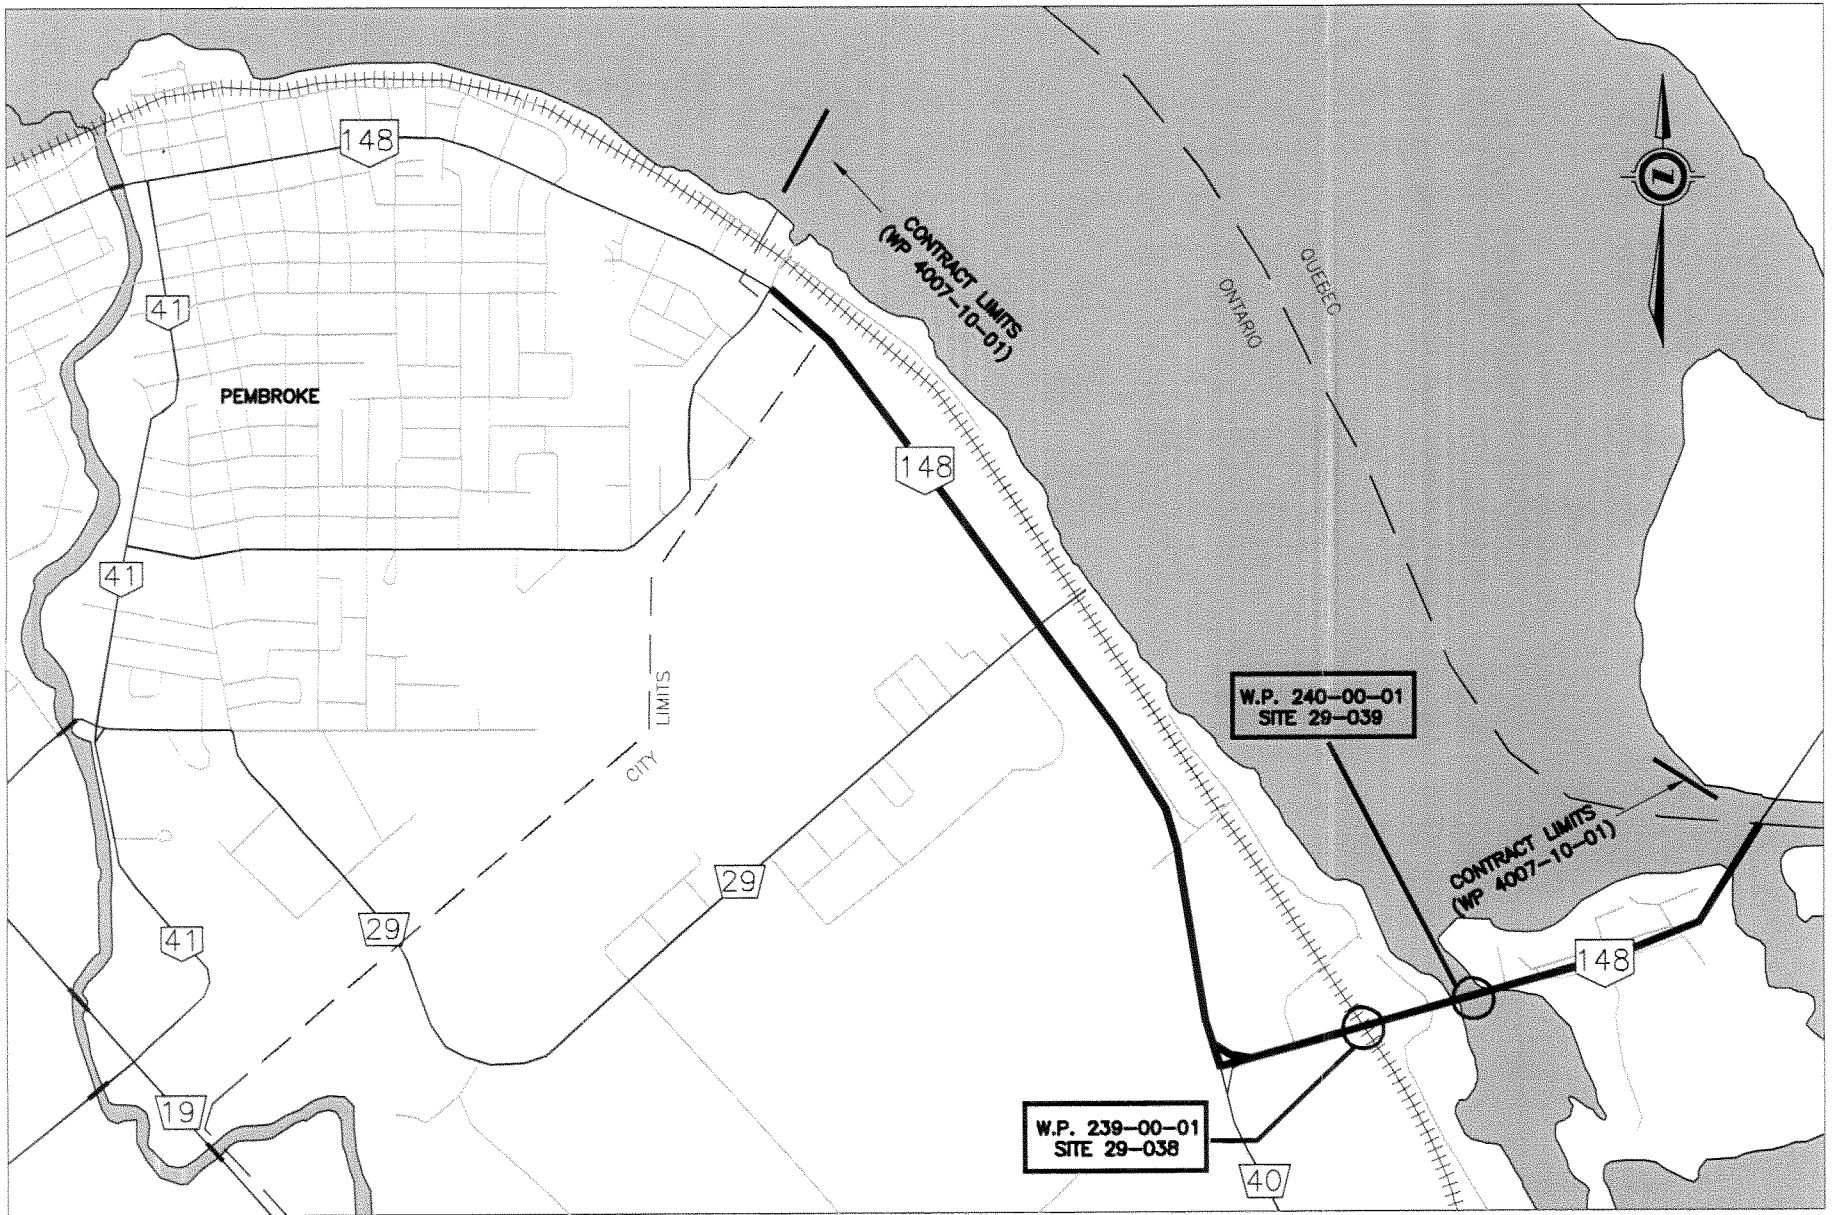 148
CONTRACT LIMITS
(WP 4007-10-01)
QUEBEC
ONTARIO
N
41
PEMBROKE
148
41
LIMITS
CITY
W.P. 240-00-01
SITE 29-039
CONTRACT LIMITS
(WP 4007-10-01)
29
29
41
148
19
W.P. 239-00-01
SITE 29-038
40